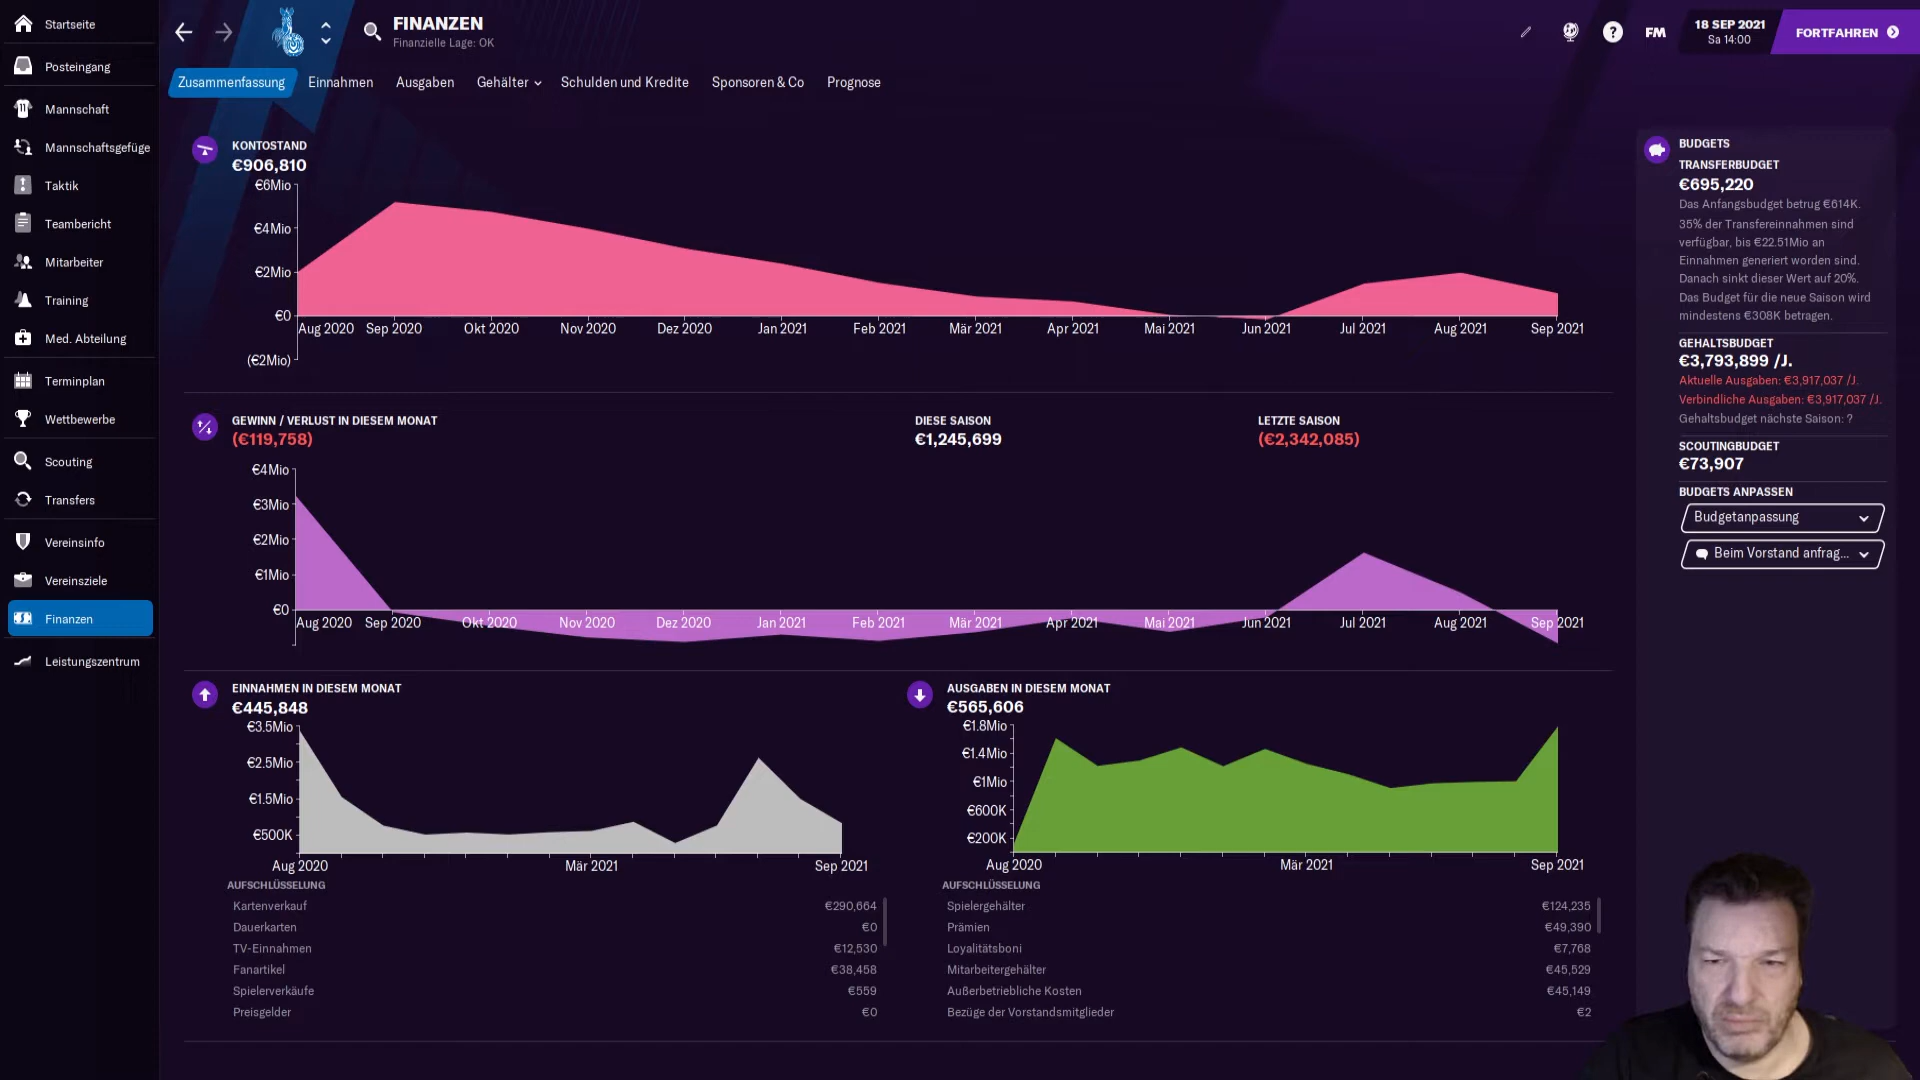 Startseite
Posteingang
Mannschaft
Mannschaftsgefüge
Taktik
Teambericht
Mitarbeiter
Training
Med. Abteilung
Terminplan
Wettbewerbe
Scouting
Transfers
Vereinsinfo
Vereinsziele
Finanzen
Leistungszentrum
FINANZEN
Finanzielle Lage: OK
FM
18 SEP 2021
Sa 14:00
FORTFAHREN
Zusammenfassung Einnahmen Ausgaben Gehälter Schulden und Kredite Sponsoren & Co Prognose
KONTOSTAND
€906,810
€6Mio
€4Mio
€2Mio
€0
(€2Mio)
Aug 2020 Sep 2020 Okt 2020 Nov 2020 Dez 2020 Jan 2021 Feb 2021 Mär 2021 Apr 2021 Mai 2021 Jun 2021 Jul 2021 Aug 2021 Sep 2021
GEWINN / VERLUST IN DIESEM MONAT
(€119,758)
DIESE SAISON
€1,245,699
LETZTE SAISON
(€2,342,085)
€4Mio
€3Mio
€2Mio
€1Mio
€0
Aug 2020 Sep 2020 Okt 2020 Nov 2020 Dez 2020 Jan 2021 Feb 2021 Mär 2021 Apr 2021 Mai 2021 Jun 2021 Jul 2021 Aug 2021 Sep 2021
EINNAHMEN IN DIESEM MONAT
€445,848
€3.5Mio
€2.5Mio
€1.5Mio
€500K
Aug 2020 Mär 2021 Sep 2021
AUFSCHLÜSSELUNG
Kartenverkauf €290,664
Dauerkarten €0
TV-Einnahmen €12,530
Fanartikel €38,458
Spielerverkäufe €559
Preisgelder €0
AUSGABEN IN DIESEM MONAT
€565,606
€1.8Mio
€1.4Mio
€1Mio
€600K
€200K
Aug 2020 Mär 2021 Sep 2021
AUFSCHLÜSSELUNG
Spielergehälter €124,235
Prämien €49,390
Loyalitätsboni €7,768
Mitarbeitergehälter €45,529
Außerbetriebliche Kosten €45,149
Bezüge der Vorstandsmitglieder €2
BUDGETS
TRANSFERBUDGET
€695,220
Das Anfangsbudget betrug €614K.
35% der Transfereinnahmen sind
verfügbar, bis €22.51Mio an
Einnahmen generiert worden sind.
Danach sinkt dieser Wert auf 20%.
Das Budget für die neue Saison wird
mindestens €308K betragen.
GEHALTSBUDGET
€3,793,899 /J.
Aktuelle Ausgaben: €3,917,037 /J.
Verbindliche Ausgaben: €3,917,037 /J.
Gehaltsbudget nächste Saison: ?
SCOUTINGBUDGET
€73,907
BUDGETS ANPASSEN
Budgetanpassung
Beim Vorstand anfrag...